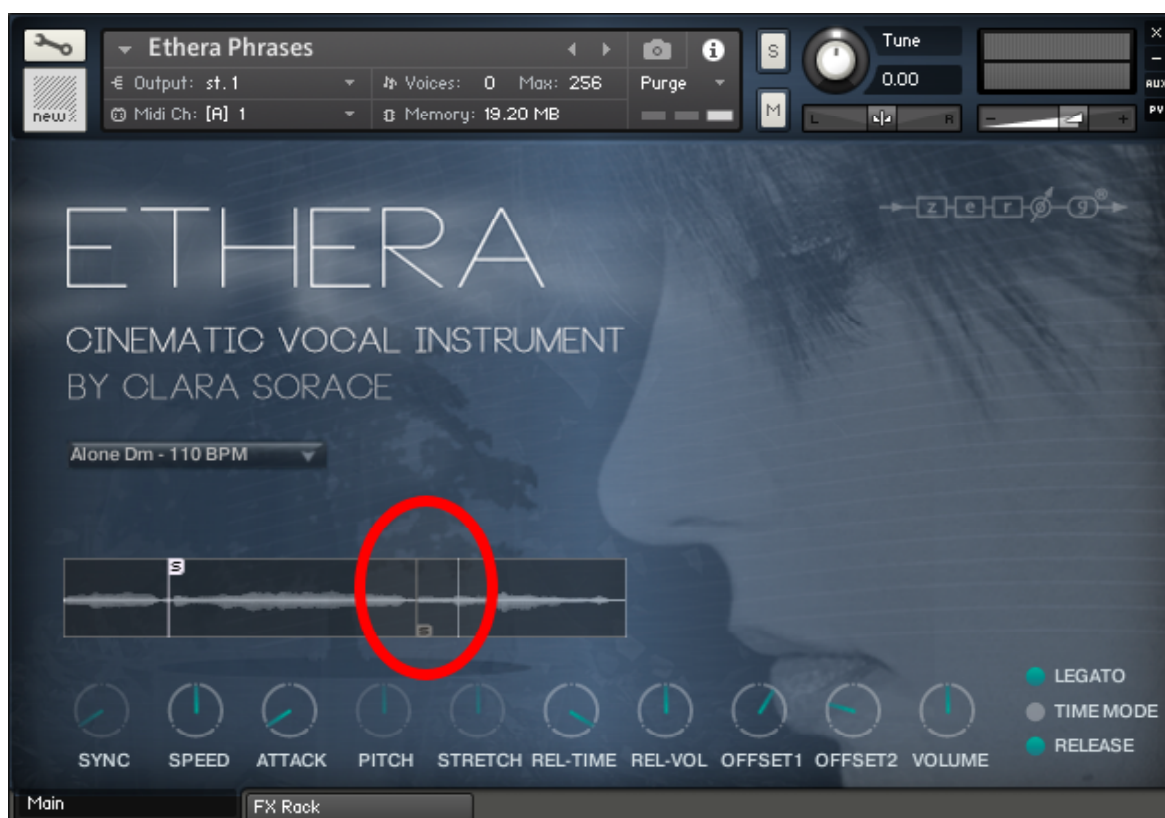 Ethera Phrases
S
Tune
Output: st.1
Voices: 0 Max: 256
Purge
0.00
AUX
new
Midi Ch: [A] 1
Memory: 19.20 MB
M
L
R
PV
z e r ø g®
ETHERA
CINEMATIC VOCAL INSTRUMENT
BY CLARA SORACE
Alone Dm - 110 BPM
S
S
LEGATO
TIME MODE
RELEASE
SYNC SPEED ATTACK PITCH STRETCH REL-TIME REL-VOL OFFSET1 OFFSET2 VOLUME
Main
FX Rack